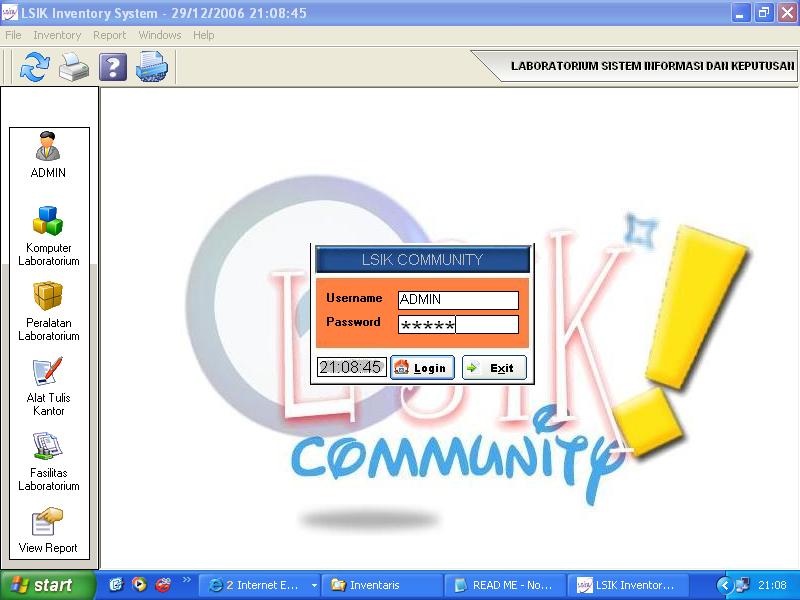 LSIK Inventory System - 29/12/2006 21:08:45
File Inventory Report Windows Help
LABORATORIUM SISTEM INFORMASI DAN KEPUTUSAN
ADMIN
Komputer
Laboratorium
Peralatan
Laboratorium
Alat Tulis
Kantor
Fasilitas
Laboratorium
View Report
LSIK COMMUNITY
Username ADMIN
Password *****
21:08:45 Login Exit
LSIK!
COMMUNITY
start 2 Internet E... Inventaris READ ME - No... LSIK Inventor... 21:08